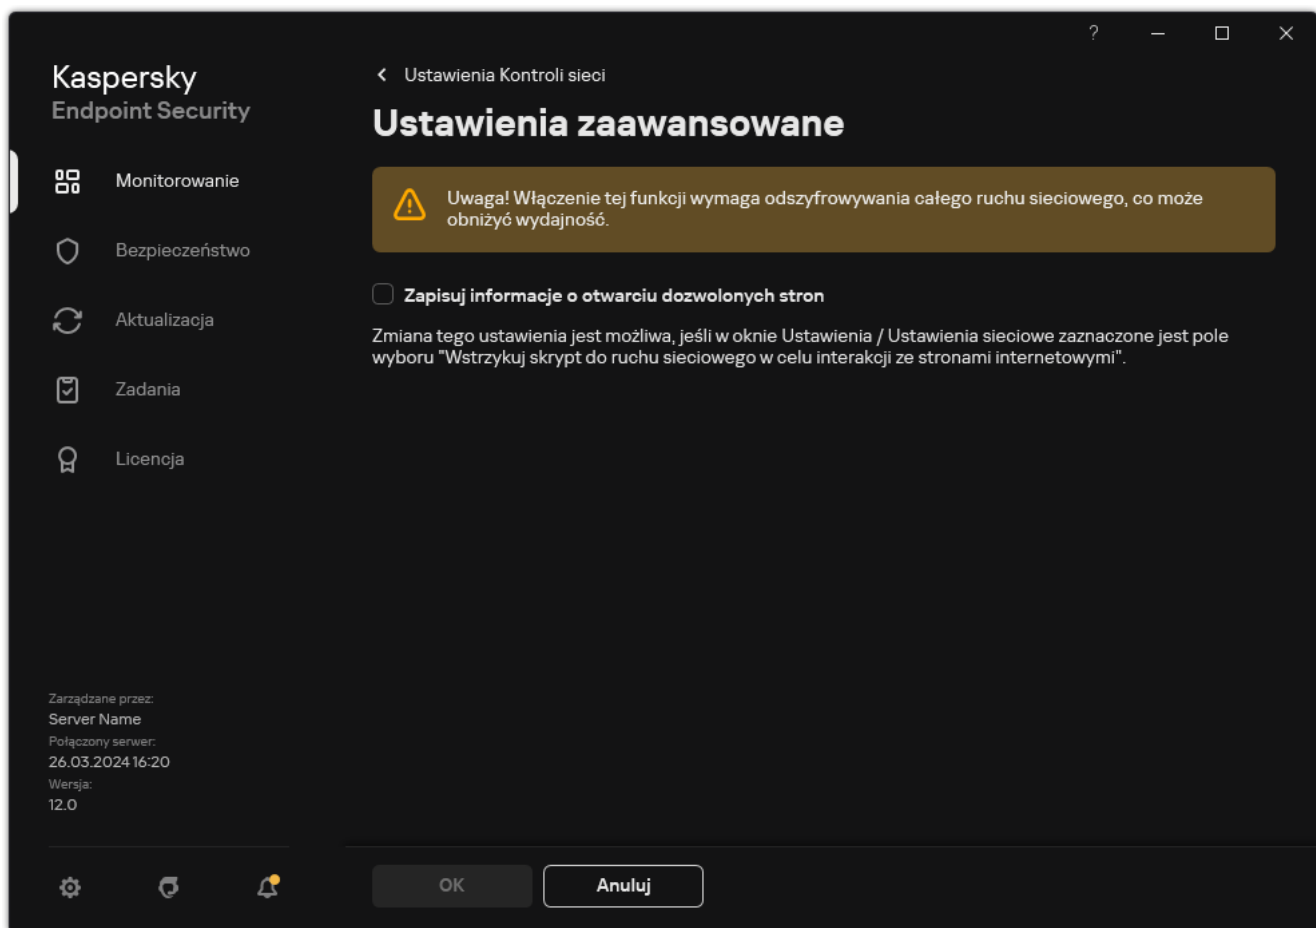 ?
Kaspersky
Endpoint Security
Monitorowanie
Bezpieczeństwo
Aktualizacja
Zadania
Licencja
Zarządzane przez:
Server Name
Połączony serwer:
26.03.2024 16:20
Wersja:
12.0
Ustawienia Kontroli sieci
Ustawienia zaawansowane
Uwaga! Włączenie tej funkcji wymaga odszyfrowywania całego ruchu sieciowego, co może
obniżyć wydajność.
Zapisuj informacje o otwarciu dozwolonych stron
Zmiana tego ustawienia jest możliwa, jeśli w oknie Ustawienia / Ustawienia sieciowe zaznaczone jest pole
wyboru "Wstrzykuj skrypt do ruchu sieciowego w celu interakcji ze stronami internetowymi".
OK
Anuluj